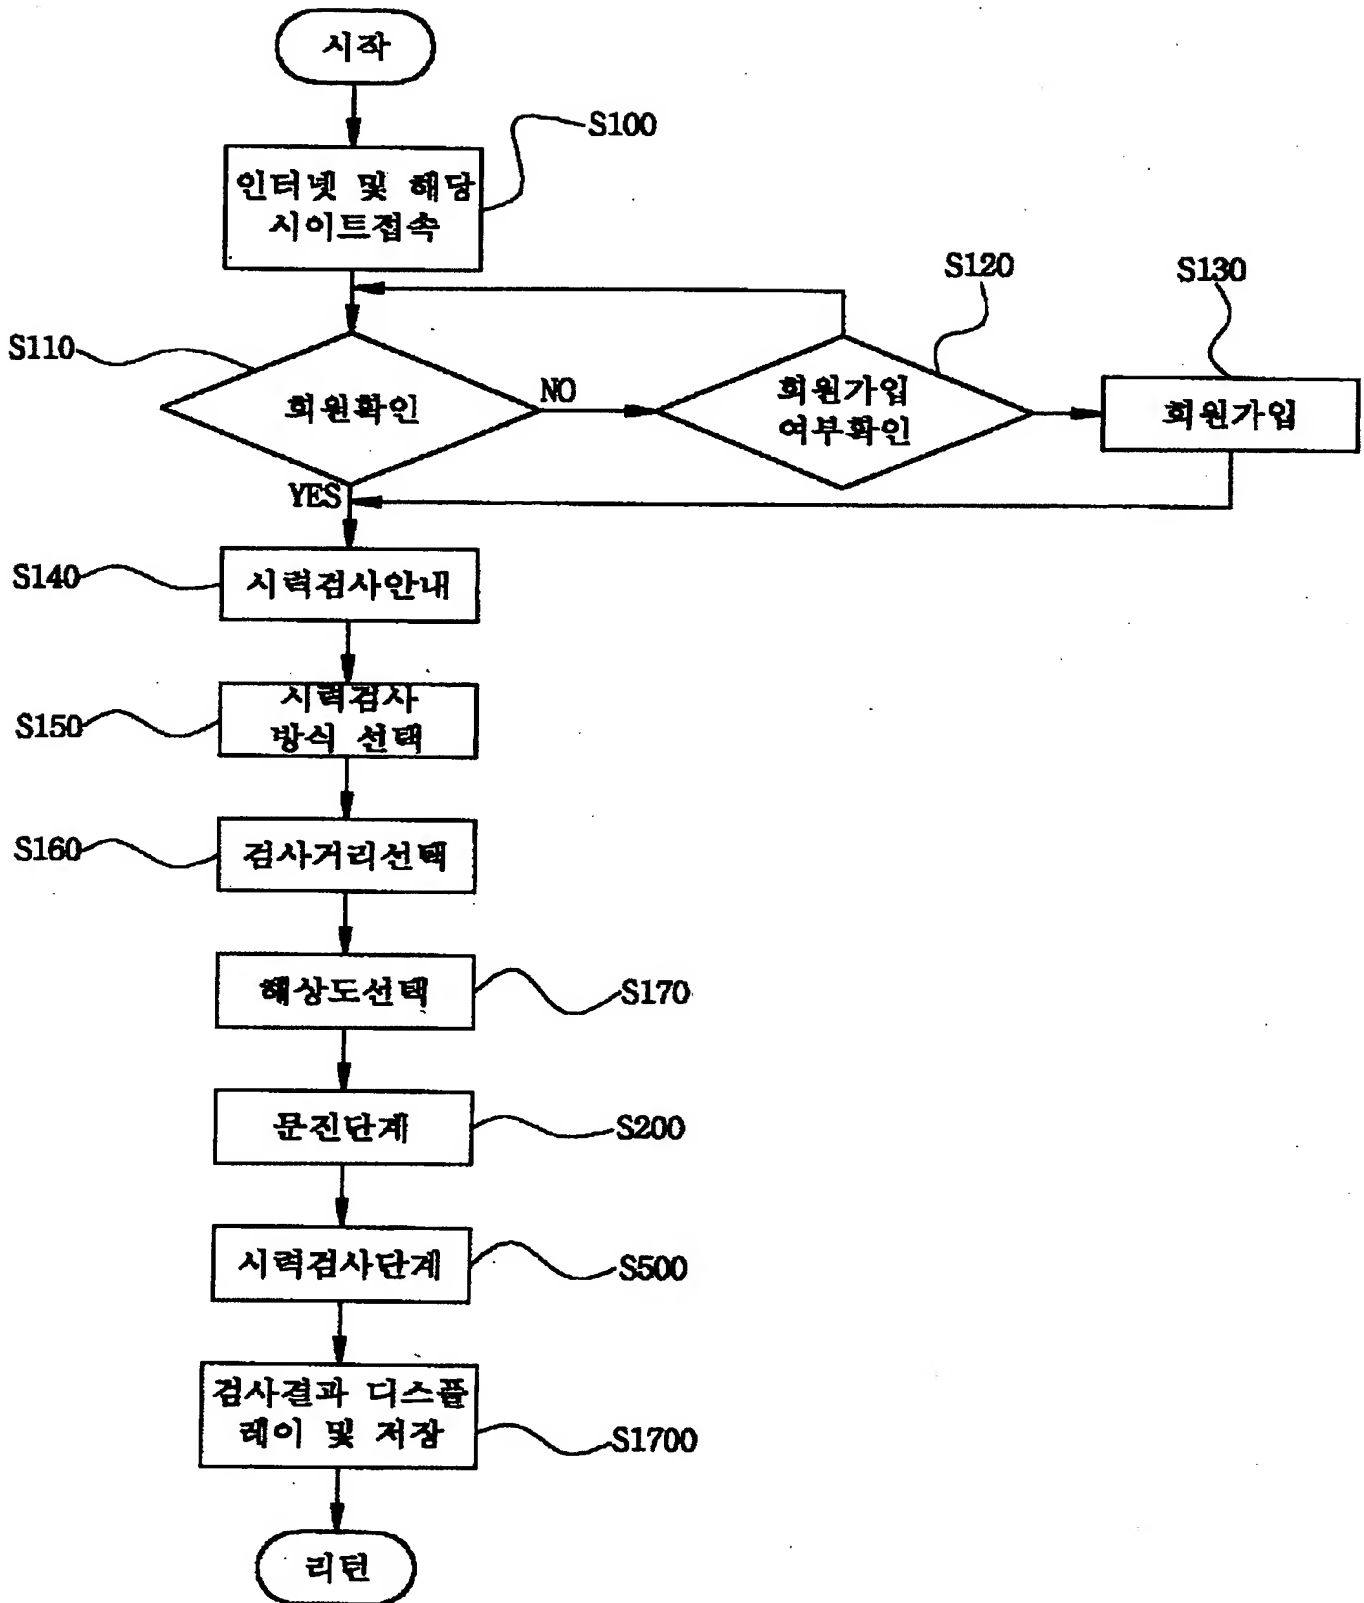 시작
S100
인터넷 및 해당
시이트접속
S120
S130
S110
회원확인
NO
회원가입
여부확인
회원가입
YES
S140
시력검사안내
S150
시력검사
방식 선택
S160
검사거리선택
해상도선택
S170
문진단계
S200
시력검사단계
S500
검사결과 디스플
레이 및 저장
S1700
리턴